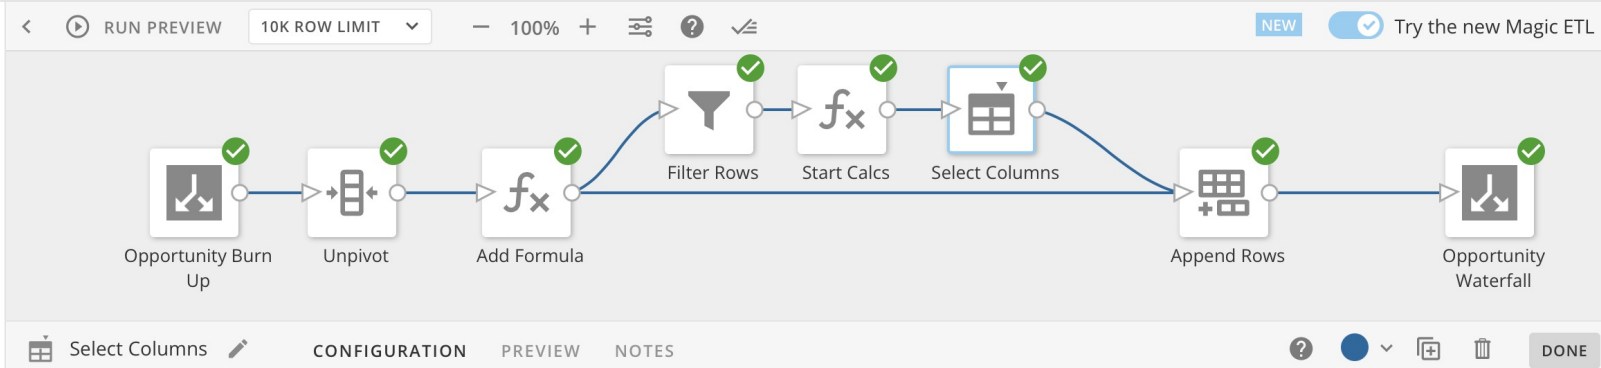 RUN PREVIEW
10K ROW LIMIT
100%
NEW
Try the new Magic ETL
Filter Rows
Start Calcs
Select Columns
Opportunity Burn
Up
Unpivot
Add Formula
Append Rows
Opportunity
Waterfall
Select Columns
CONFIGURATION
PREVIEW
NOTES
DONE